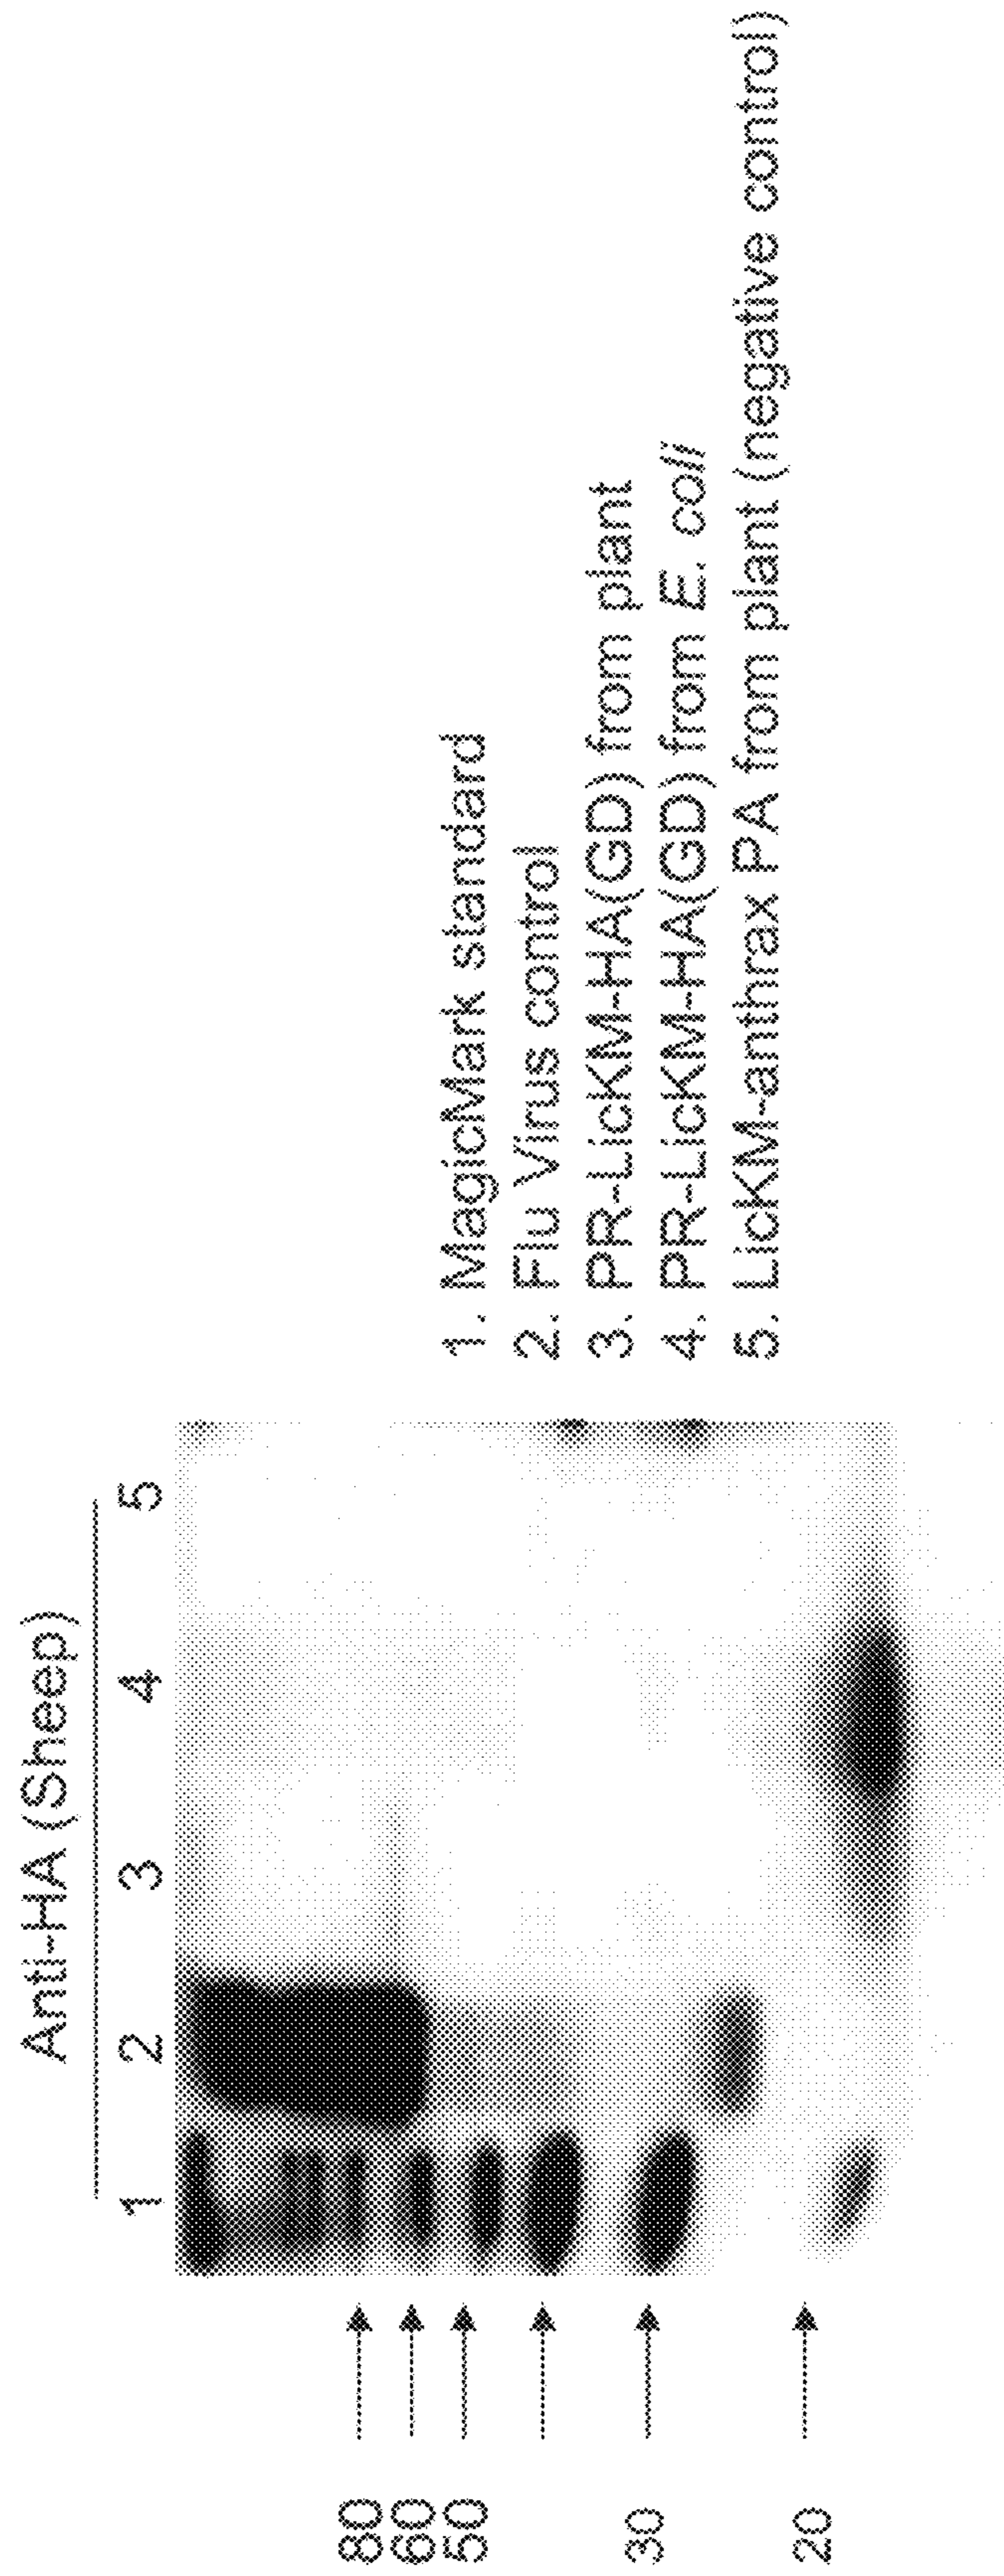 Anti-HA (Sheep)
1 2 3 4 5
80
60
50
30
20
1. MagicMark standard
2. Flu Virus control
3. PR-LicKM-HA(GD) from plant
4. PR-LicKM-HA(GD) from E. coli
5. LicKM-anthrax PA from plant (negative control)